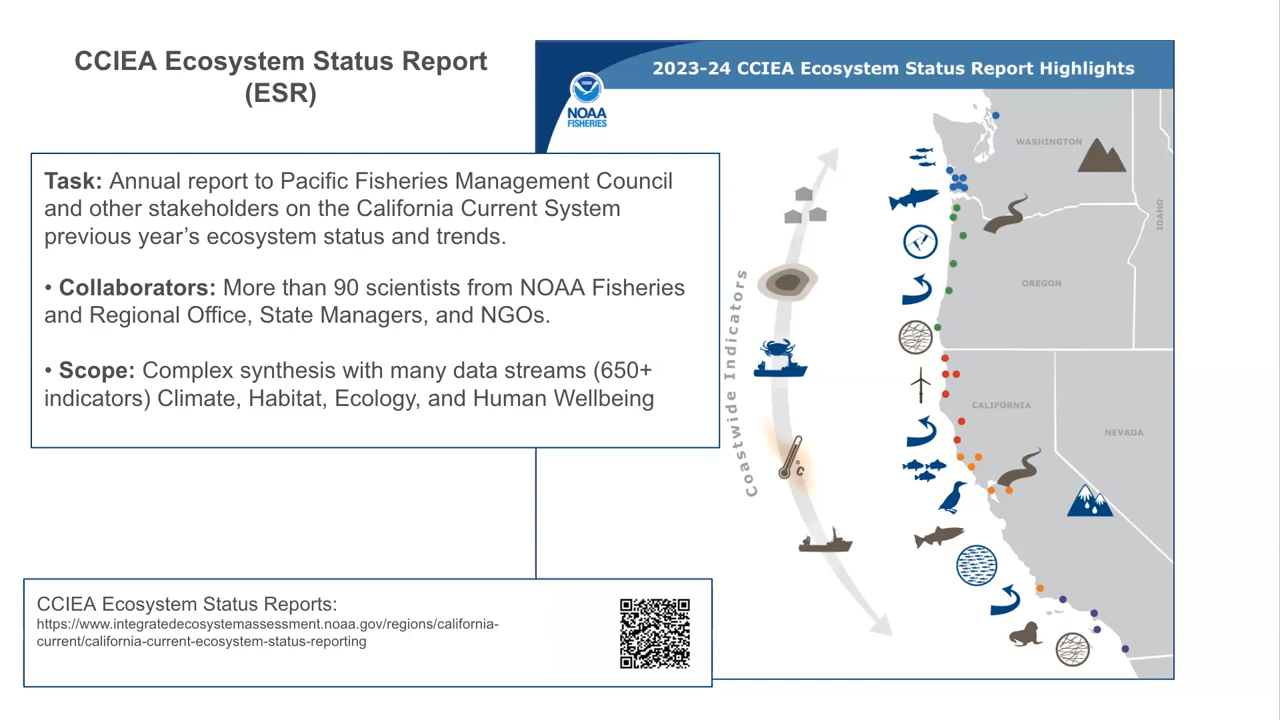 CCIEA Ecosystem Status Report
(ESR)
Task: Annual report to Pacific Fisheries Management Council
and other stakeholders on the California Current System
previous year’s ecosystem status and trends.
• Collaborators: More than 90 scientists from NOAA Fisheries
and Regional Office, State Managers, and NGOs.
• Scope: Complex synthesis with many data streams (650+
indicators) Climate, Habitat, Ecology, and Human Wellbeing
CCIEA Ecosystem Status Reports:
https://www.integratedecosystemassessment.noaa.gov/regions/california-
current/california-current-ecosystem-status-reporting
2023-24 CCIEA Ecosystem Status Report Highlights
NOAA
FISHERIES
Coastwide Indicators
°C
WASHINGTON
IDAHO
OREGON
CALIFORNIA
NEVADA